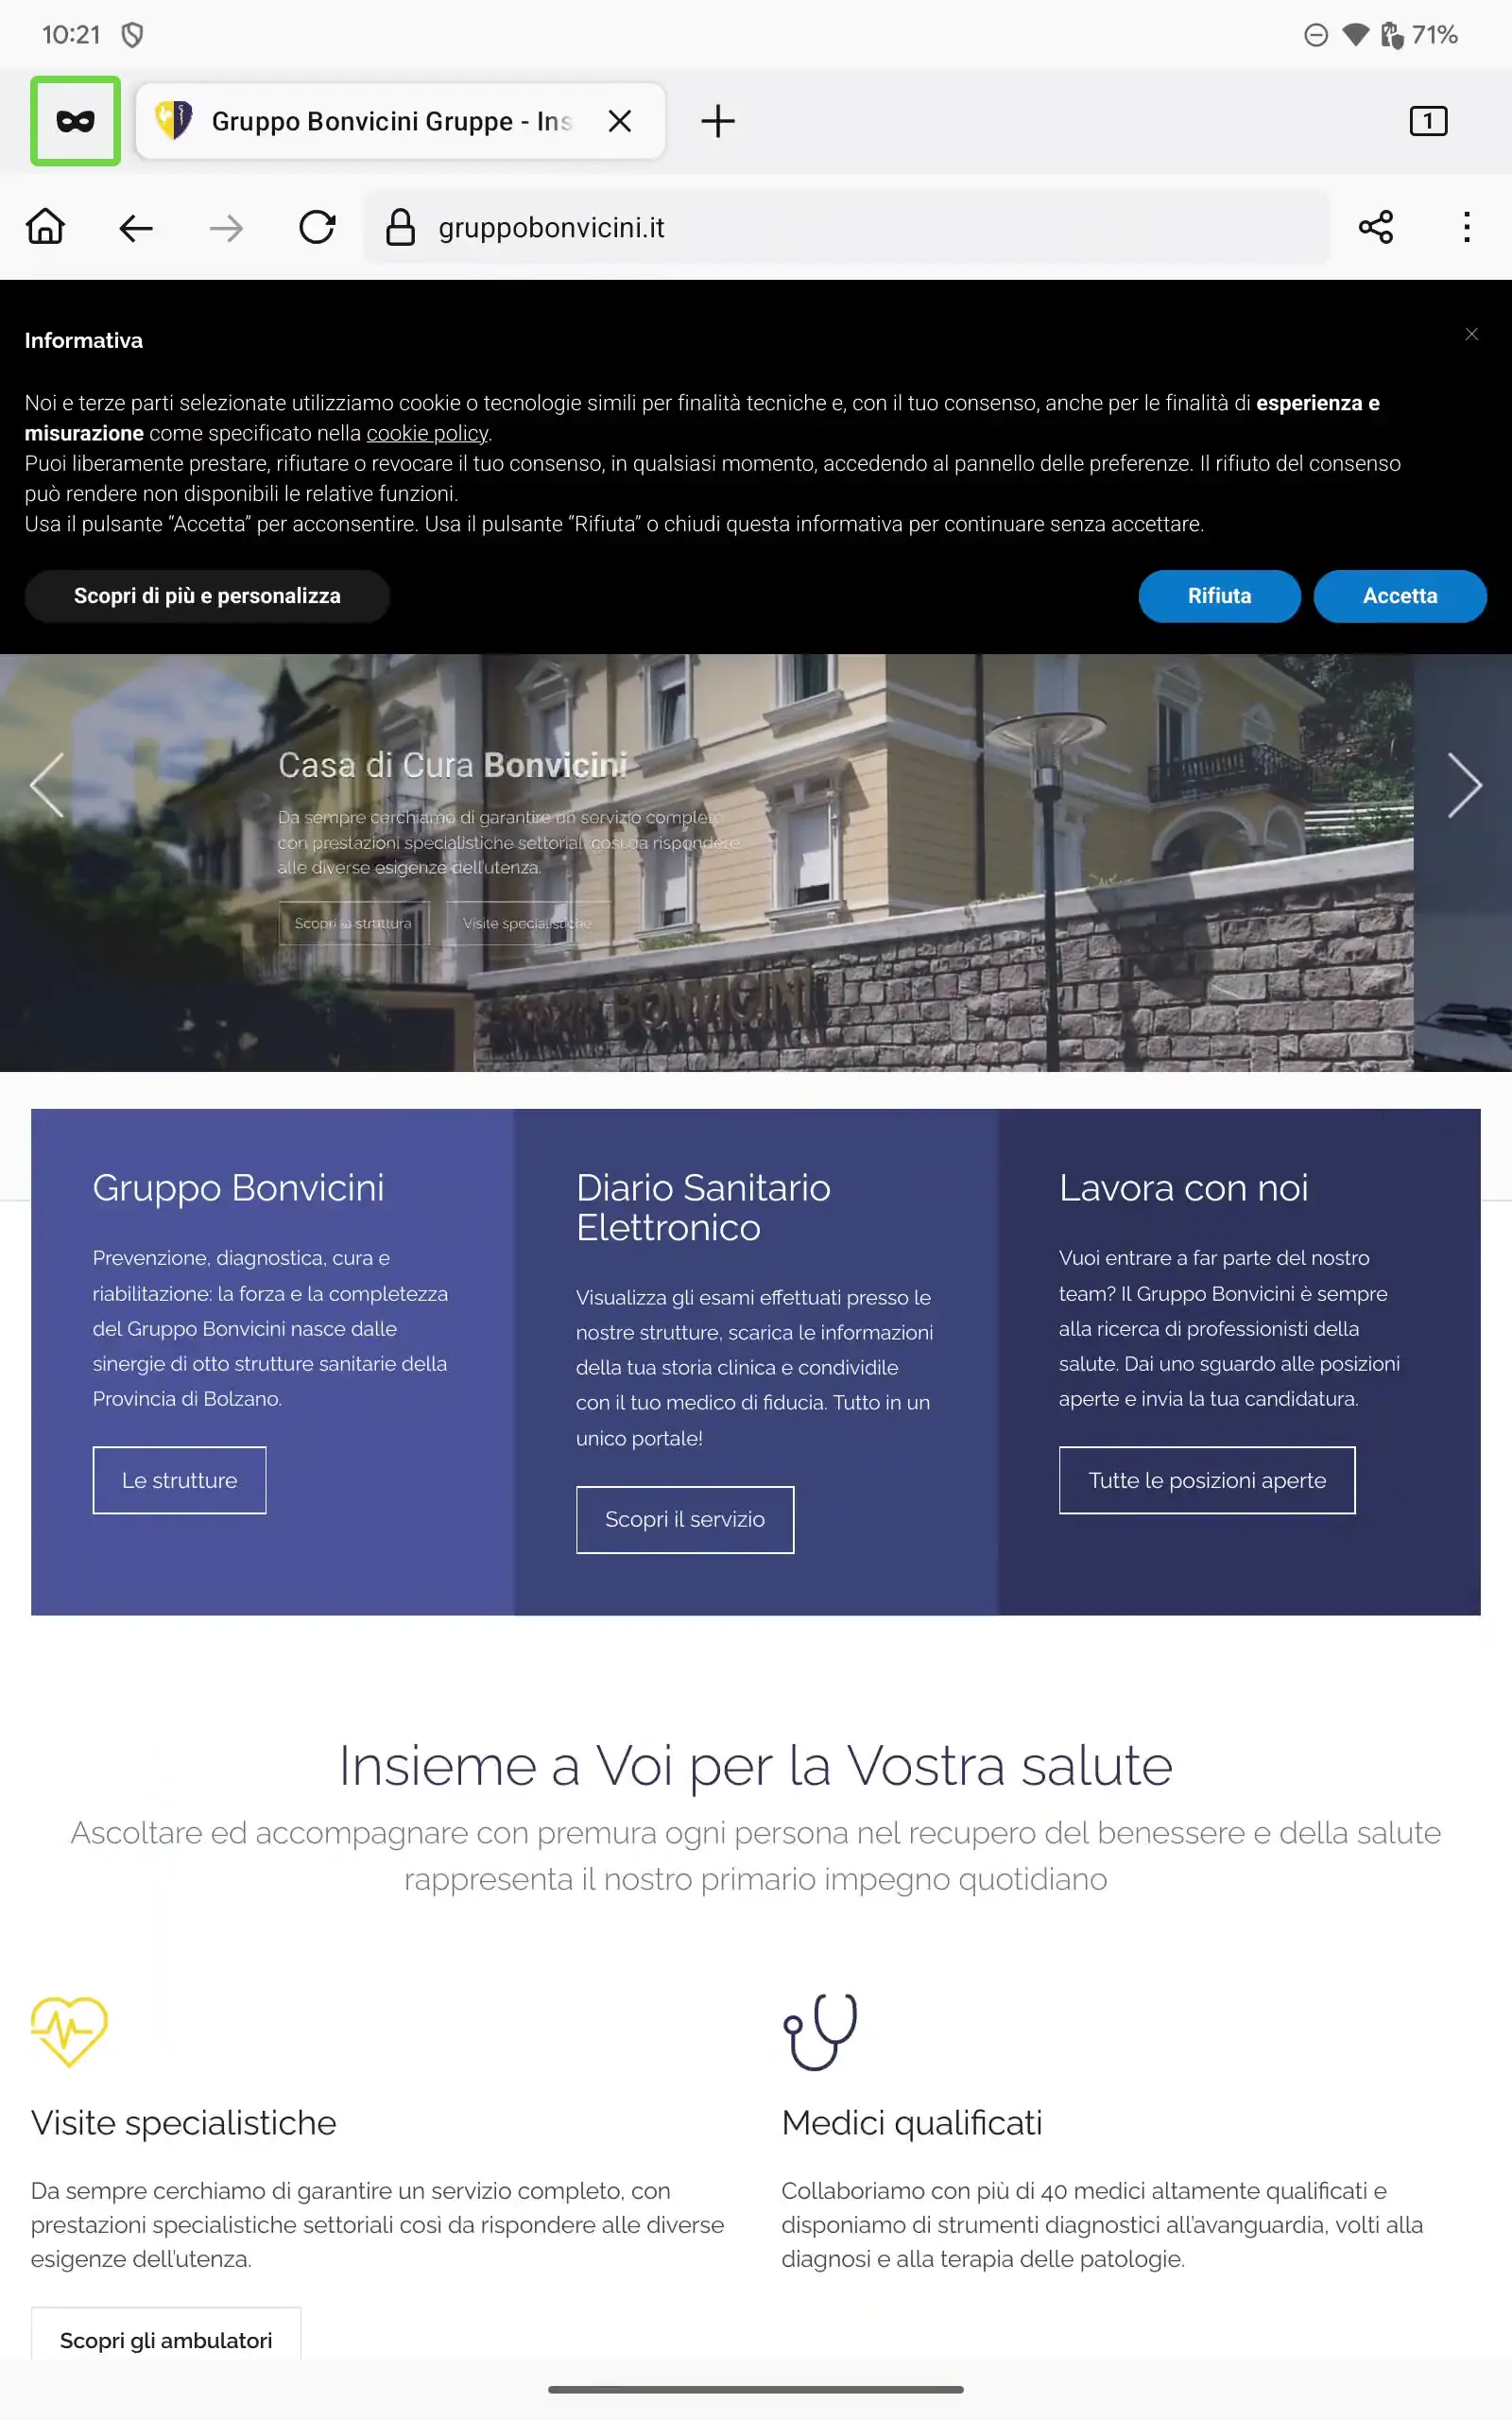 10:21
71%
Gruppo Bonvicini Gruppe - Ins
1
gruppobonvicini.it
Informativa
Noi e terze parti selezionate utilizziamo cookie o tecnologie simili per finalità tecniche e, con il tuo consenso, anche per le finalità di esperienza e
misurazione come specificato nella cookie policy.
Puoi liberamente prestare, rifiutare o revocare il tuo consenso, in qualsiasi momento, accedendo al pannello delle preferenze. Il rifiuto del consenso
può rendere non disponibili le relative funzioni.
Usa il pulsante “Accetta” per acconsentire. Usa il pulsante “Rifiuta” o chiudi questa informativa per continuare senza accettare.
Scopri di più e personalizza
Rifiuta
Accetta
Casa di Cura Bonvicini
Da sempre cerchiamo di garantire un servizio completo,
con prestazioni specialistiche settoriali così da rispondere
alle diverse esigenze dell'utenza.
Scopri la struttura
Visite specialistiche
BONVICINI
Gruppo Bonvicini
Prevenzione, diagnostica, cura e
riabilitazione: la forza e la completezza
del Gruppo Bonvicini nasce dalle
sinergie di otto strutture sanitarie della
Provincia di Bolzano.
Le strutture
Diario Sanitario
Elettronico
Visualizza gli esami effettuati presso le
nostre strutture, scarica le informazioni
della tua storia clinica e condividile
con il tuo medico di fiducia. Tutto in un
unico portale!
Scopri il servizio
Lavora con noi
Vuoi entrare a far parte del nostro
team? Il Gruppo Bonvicini è sempre
alla ricerca di professionisti della
salute. Dai uno sguardo alle posizioni
aperte e invia la tua candidatura.
Tutte le posizioni aperte
Insieme a Voi per la Vostra salute
Ascoltare ed accompagnare con premura ogni persona nel recupero del benessere e della salute
rappresenta il nostro primario impegno quotidiano
Visite specialistiche
Da sempre cerchiamo di garantire un servizio completo, con
prestazioni specialistiche settoriali così da rispondere alle diverse
esigenze dell'utenza.
Scopri gli ambulatori
Medici qualificati
Collaboriamo con più di 40 medici altamente qualificati e
disponiamo di strumenti diagnostici all'avanguardia, volti alla
diagnosi e alla terapia delle patologie.